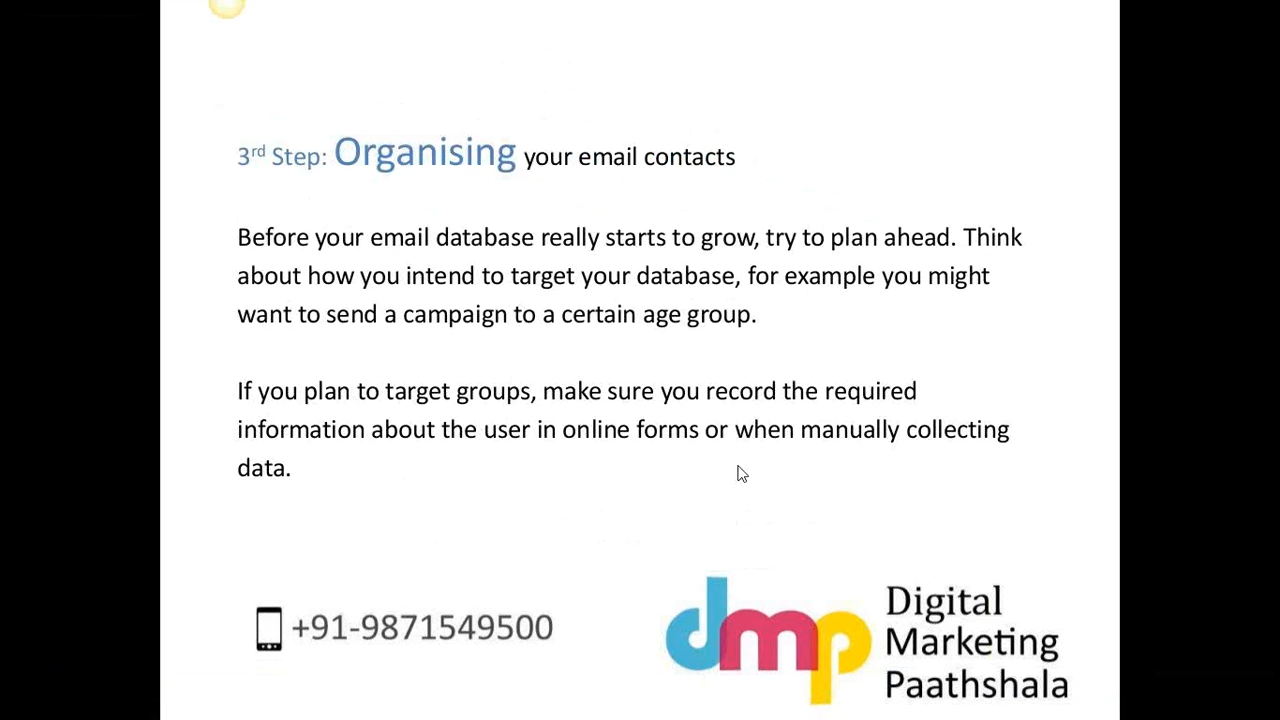 3rd Step: Organising your email contacts
Before your email database really starts to grow, try to plan ahead. Think
about how you intend to target your database, for example you might
want to send a campaign to a certain age group.
If you plan to target groups, make sure you record the required
information about the user in online forms or when manually collecting
data.
+91-9871549500
dmp
Digital
Marketing
Paathshala